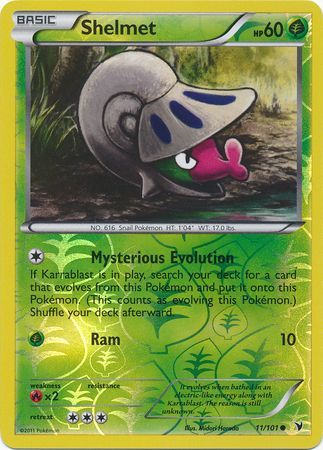 BASIC
Shelmet
HP 60
NO. 616 Snail Pokémon HT: 1'04" WT: 17.0 lbs.
Mysterious Evolution
If Karrablast is in play, search your deck for a card
that evolves from this Pokémon and put it onto this
Pokémon. (This counts as evolving this Pokémon.)
Shuffle your deck afterward.
Ram 10
weakness resistance
×2
retreat
It evolves when bathed in an
electric-like energy along with
Karrablast. The reason is still
unknown.
©2011 Pokémon
Illus. Midori Harada
11/101